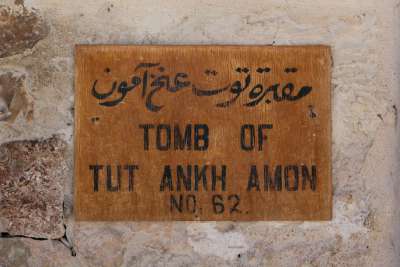 مقبرة توت عنخ آمون
TOMB OF
TUT ANKH AMON
NO. 62.